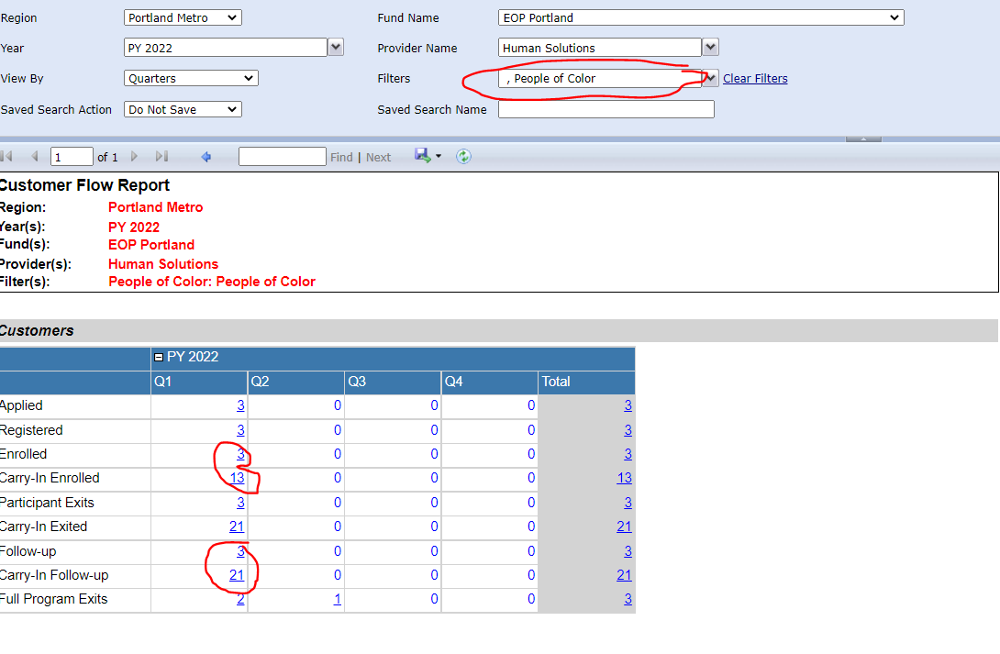 Region Portland Metro Fund Name EOP Portland
Year PY 2022 Provider Name Human Solutions
View By Quarters Filters , People of Color Clear Filters
Saved Search Action Do Not Save Saved Search Name
1 of 1 Find | Next
Customer Flow Report
Region: Portland Metro
Year(s): PY 2022
Fund(s): EOP Portland
Provider(s): Human Solutions
Filter(s): People of Color: People of Color
Customers
PY 2022
Q1 Q2 Q3 Q4 Total
Applied 3 0 0 0 3
Registered 3 0 0 0 3
Enrolled 3 0 0 0 3
Carry-In Enrolled 13 0 0 0 13
Participant Exits 3 0 0 0 3
Carry-In Exited 21 0 0 0 21
Follow-up 3 0 0 0 3
Carry-In Follow-up 21 0 0 0 21
Full Program Exits 2 1 0 0 3